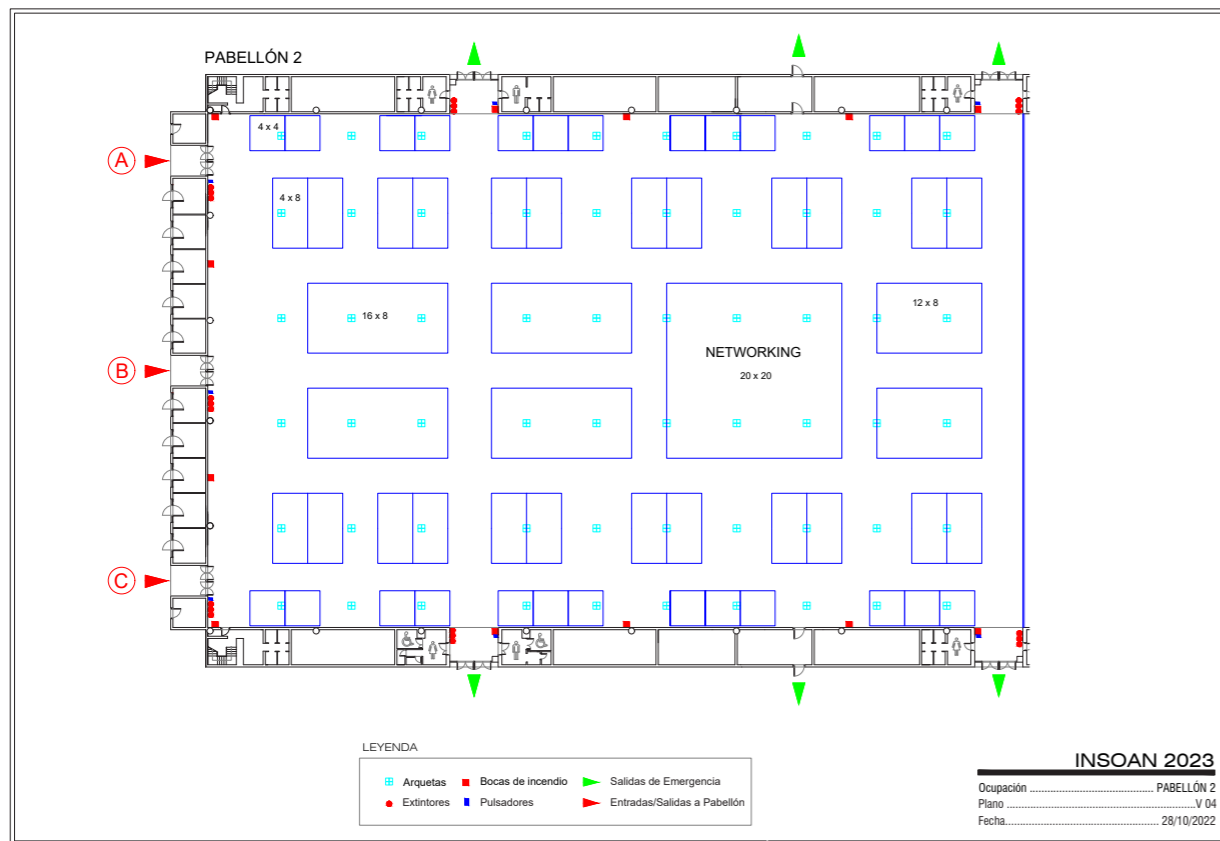 PABELLÓN 2
4 x 4
A
4 x 8
16 x 8
12 x 8
NETWORKING
B
20 x 20
C
LEYENDA
Arquetas
Bocas de incendio
Salidas de Emergencia
Extintores
Pulsadores
Entradas/Salidas a Pabellón
INSOAN 2023
Ocupación ............................................. PABELLÓN 2
Plano ....................................................................V 04
Fecha......................................................... 28/10/2022